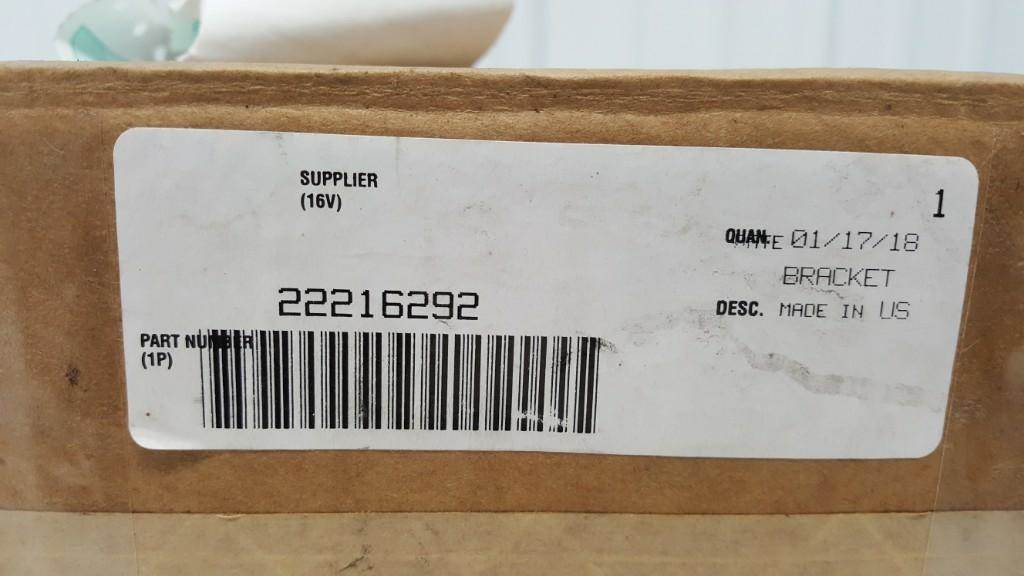 SUPPLIER
(16V)
1
QUAN.
DATE 01/17/18
BRACKET
DESC. MADE IN US
22216292
PART NUMBER
(1P)